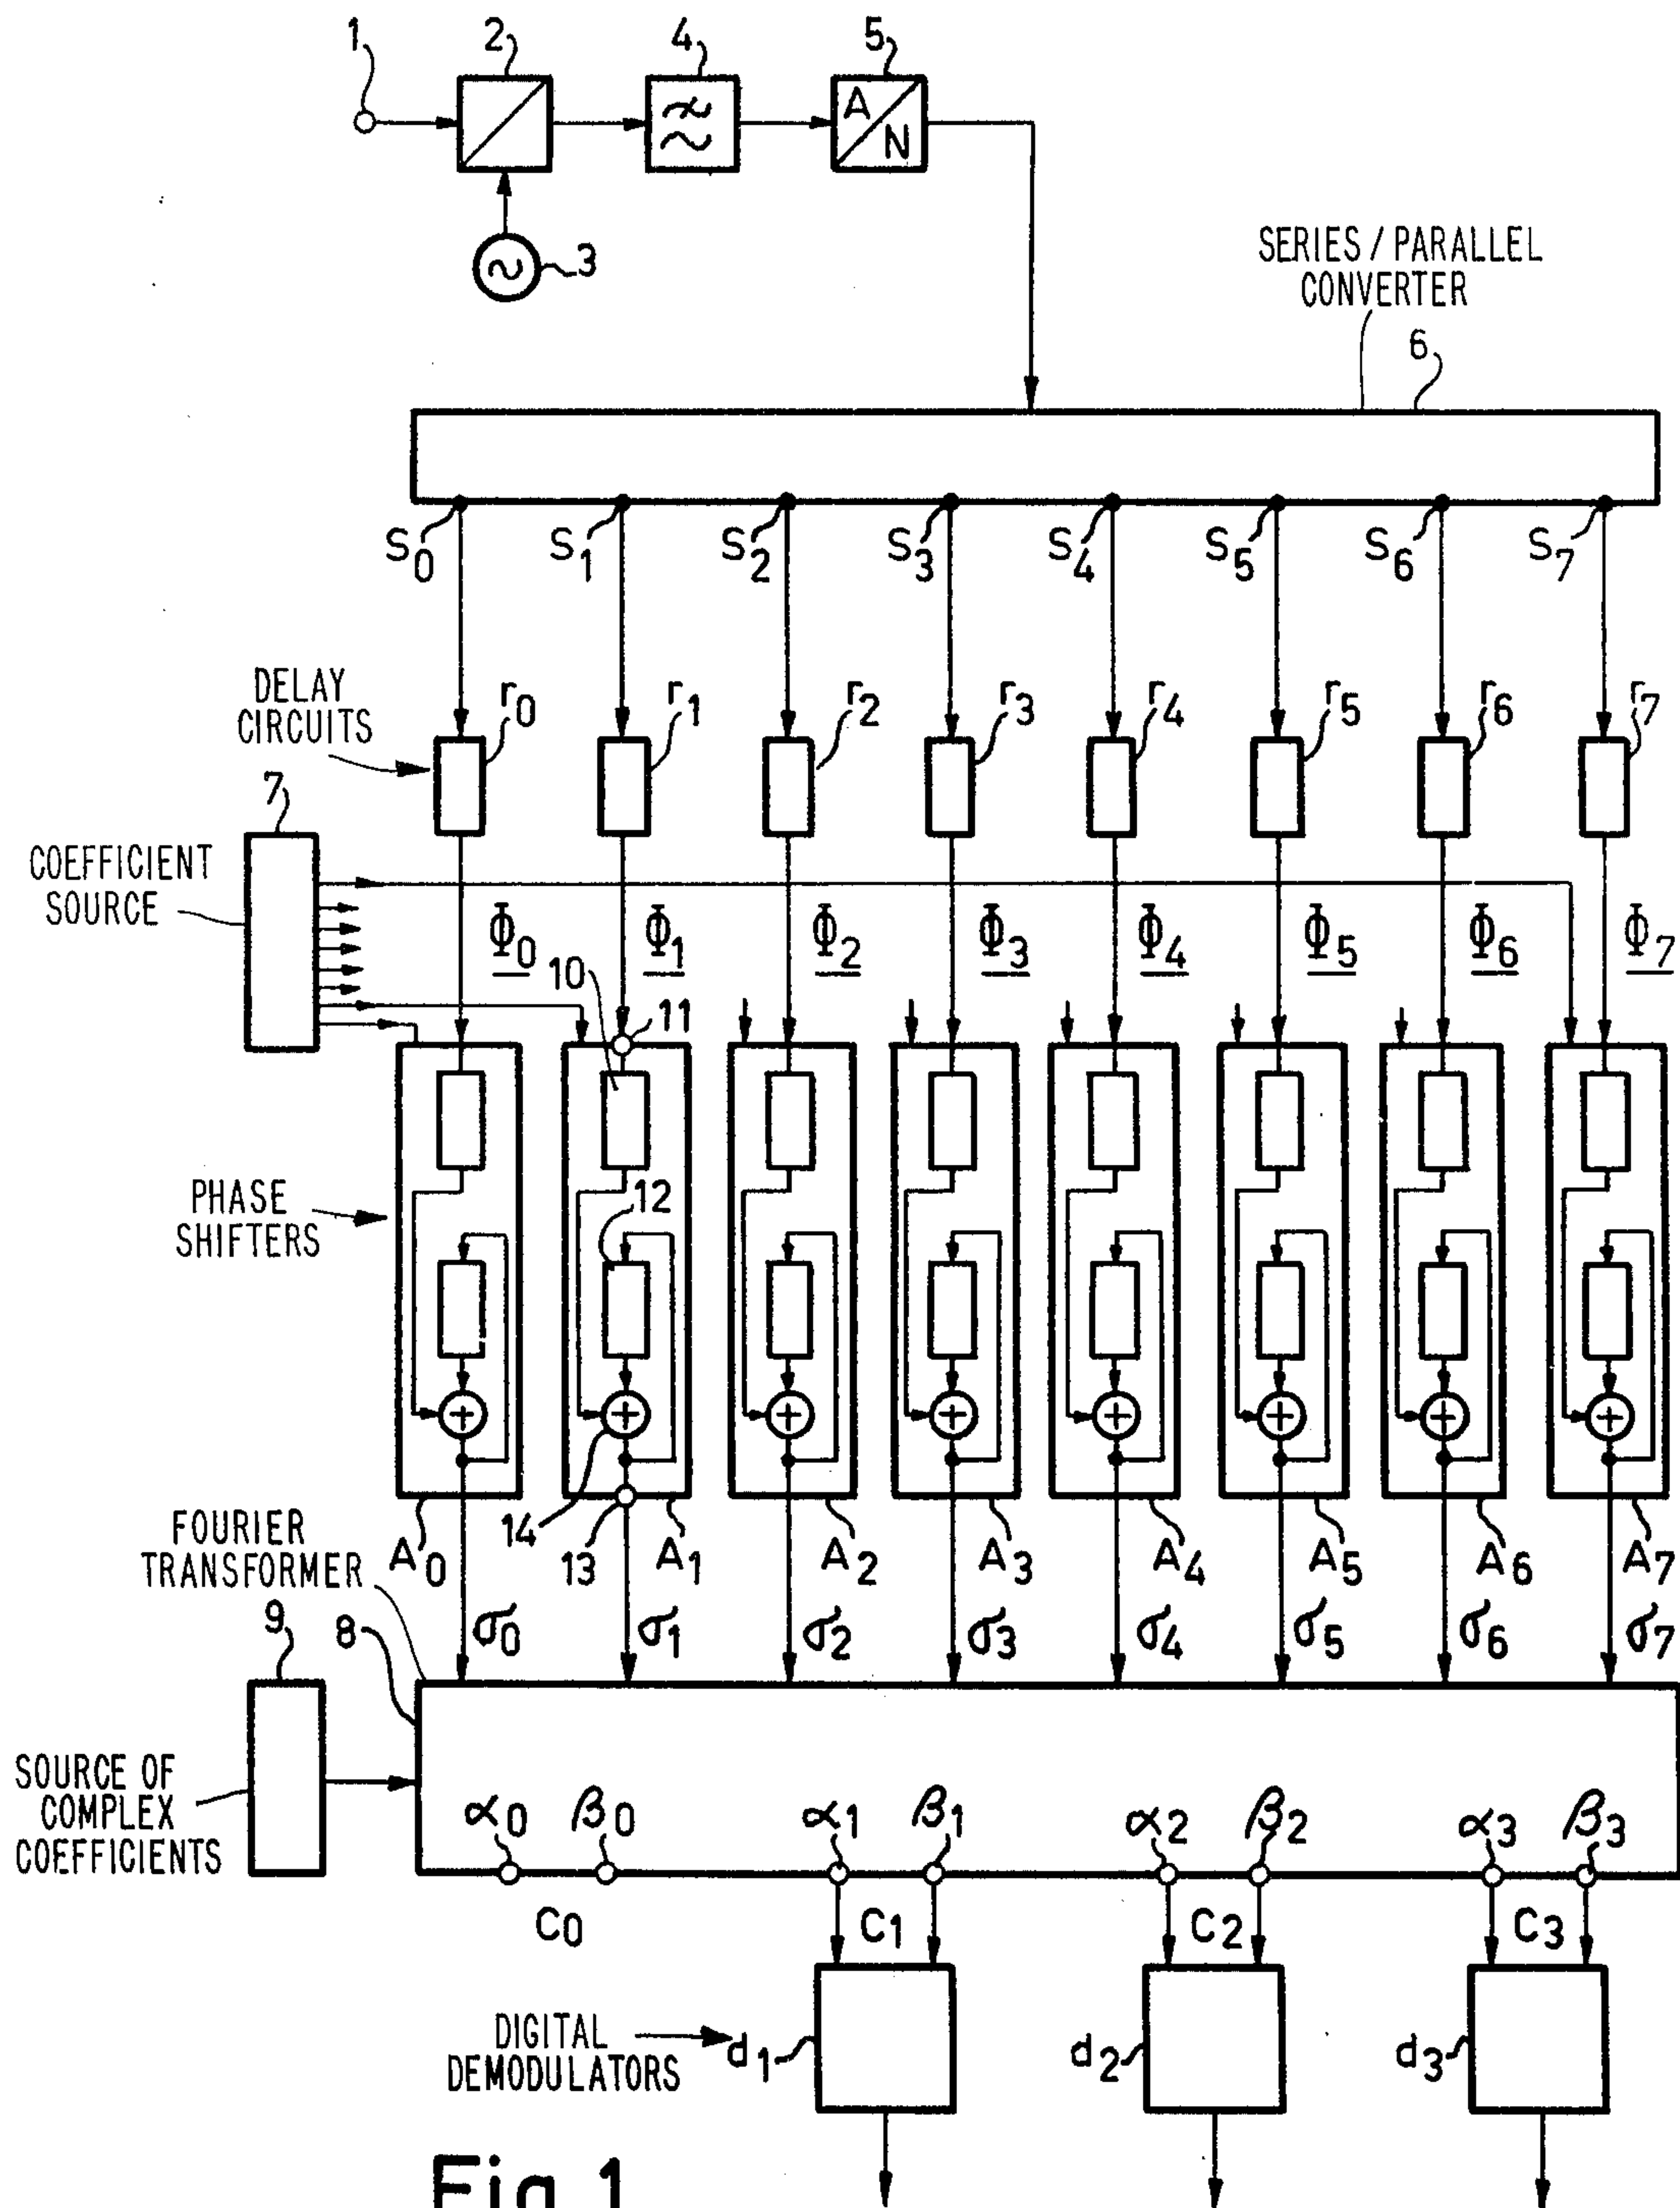 1 2 4 5
A
N
3
SERIES / PARALLEL
CONVERTER
6
S0 S1 S2 S3 S4 S5 S6 S7
DELAY
CIRCUITS
r0 r1 r2 r3 r4 r5 r6 r7
7
COEFFICIENT
SOURCE
Φ0 Φ1 Φ2 Φ3 Φ4 Φ5 Φ6 Φ7
10
11
12
PHASE
SHIFTERS
+ + + + + + + +
14
13
A0 A1 A2 A3 A4 A5 A6 A7
FOURIER
TRANSFORMER
9 8
σ0 σ1 σ2 σ3 σ4 σ5 σ6 σ7
SOURCE OF
COMPLEX
COEFFICIENTS
α0 β0 α1 β1 α2 β2 α3 β3
C0 C1 C2 C3
DIGITAL
DEMODULATORS
d1 d2 d3
Fig.1